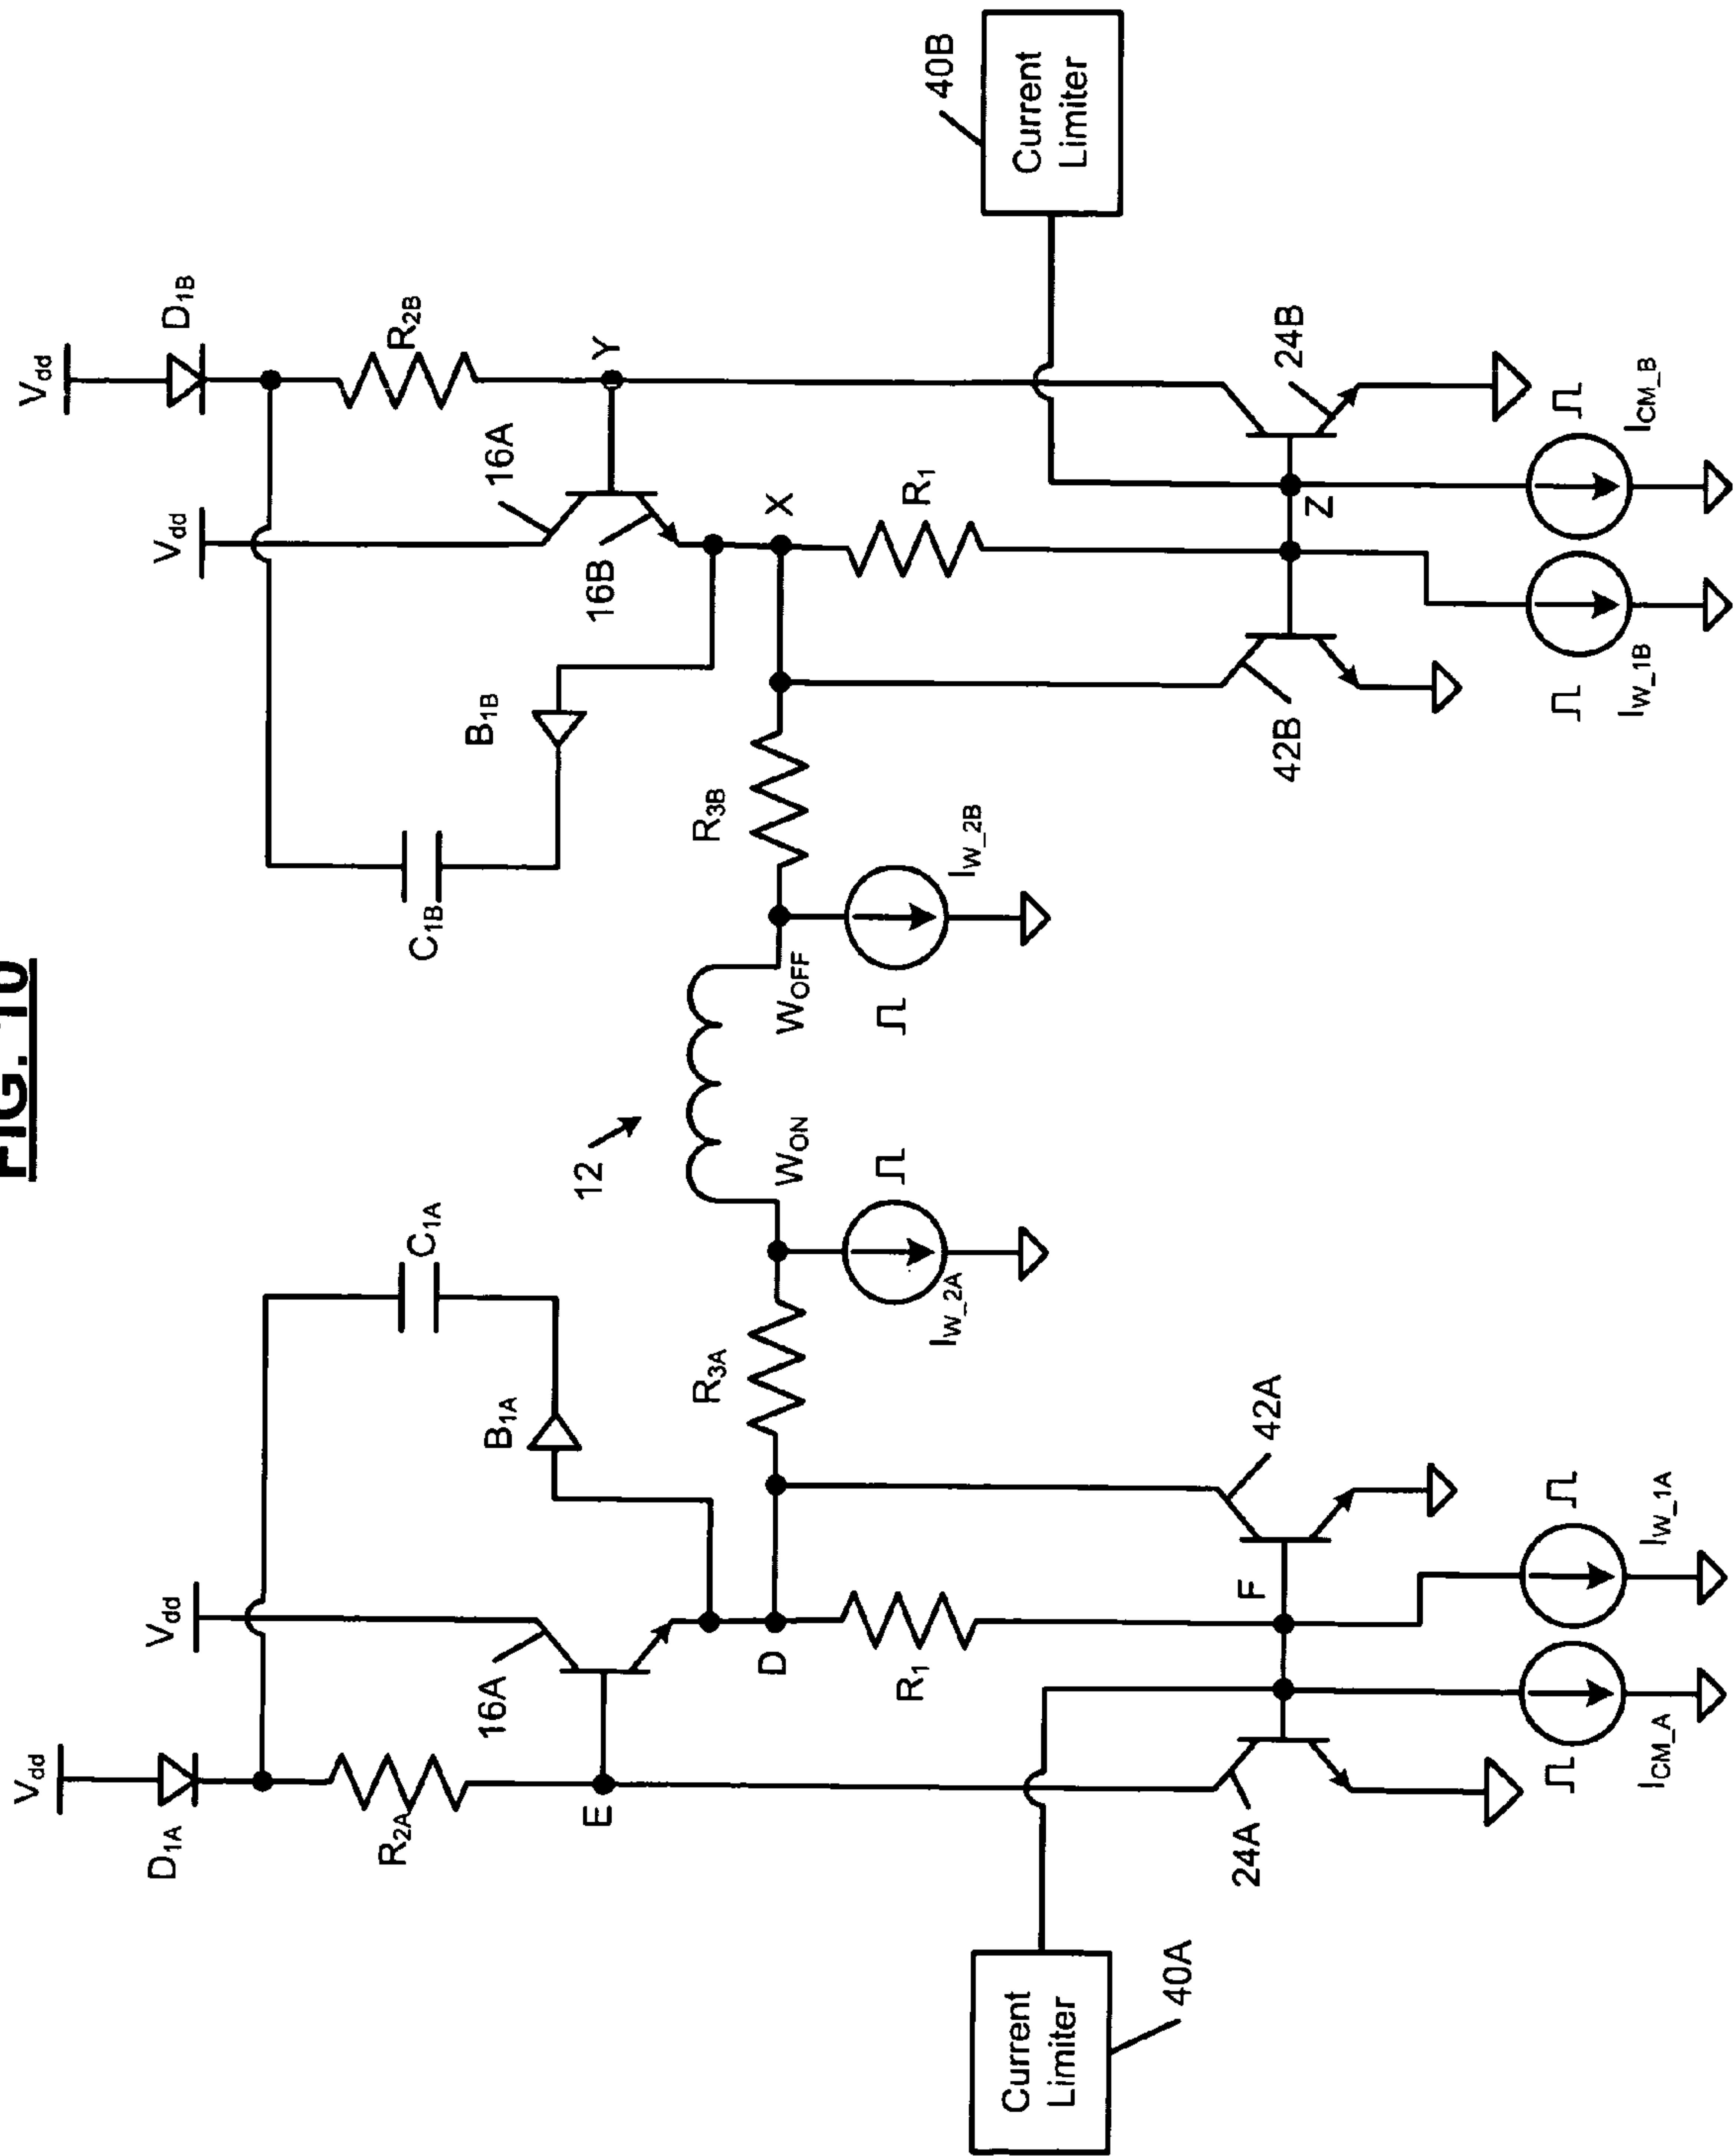 FIG. 10
Vdd
Vdd
D1A
R2A
E
16A
D
R1
B1A
C1A
R3A
12
WON
WOFF
IW_2A
IW_2B
R3B
C1B
B1B
Vdd
Vdd
D1B
R2B
Y
16A
16B
X
R1
Current
Limiter
40A
24A
F
42A
ICM_A
IW_1A
Current
Limiter
40B
42B
Z
24B
IW_1B
ICM_B